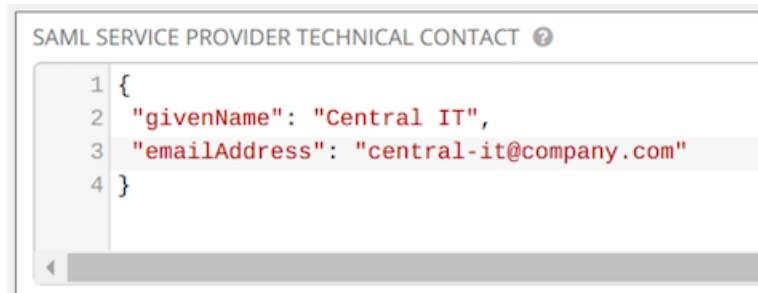 SAML SERVICE PROVIDER TECHNICAL CONTACT ?
1 {
2 "givenName": "Central IT",
3 "emailAddress": "central-it@company.com"
4 }